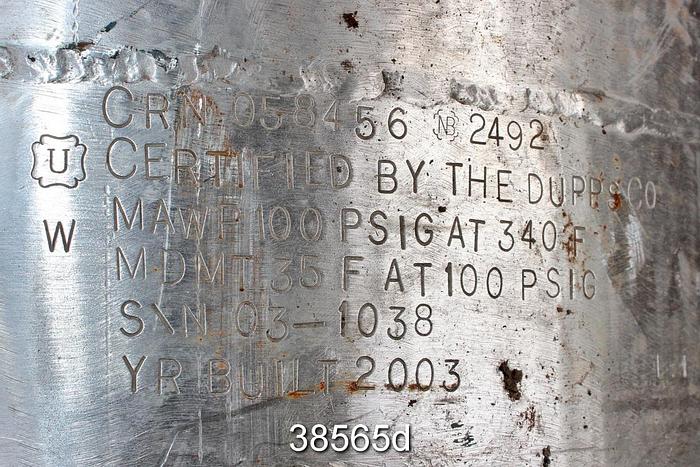 CRN 058456 NB 2492
U CERTIFIED BY THE DUPPS CO
W MAWP 100 PSIG AT 340 F
MDMT 35 F AT 100 PSIG
S\N 03-1038
YR BUILT 2003
38565d